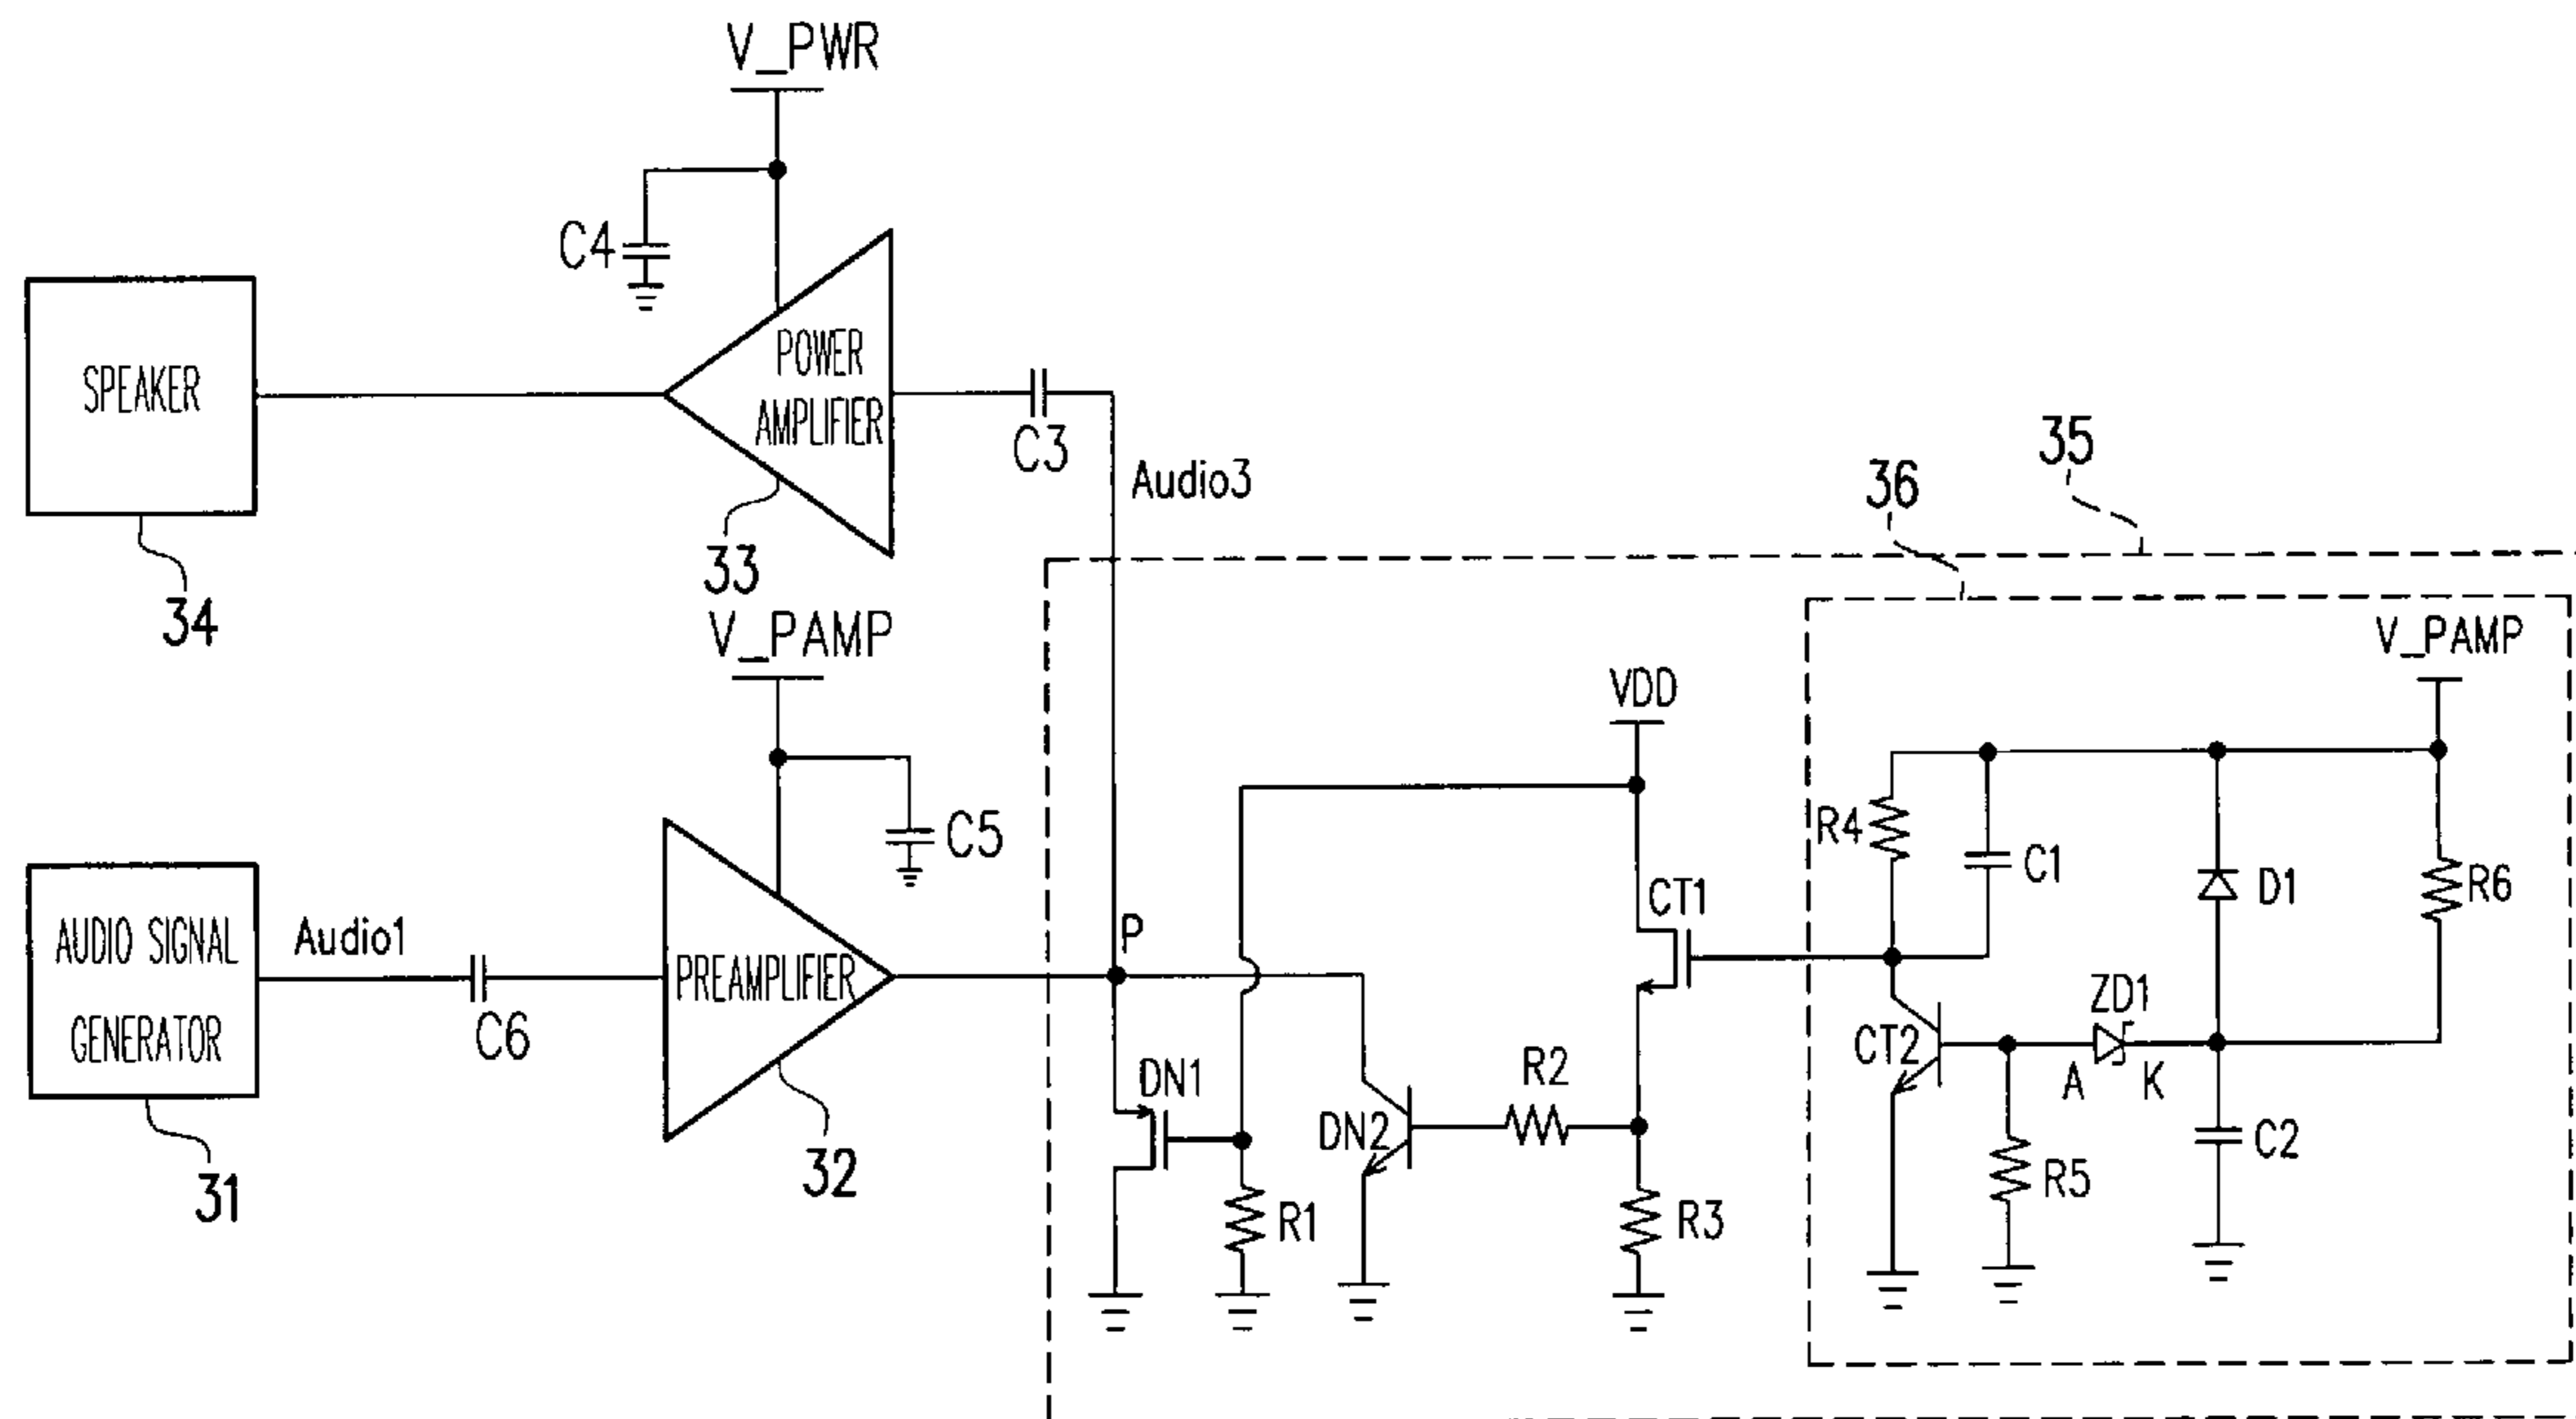 V_PWR
C4
SPEAKER
POWER
AMPLIFIER
C3
Audio3
35
36
33
34
V_PAMP
V_PAMP
VDD
C5
R4
C1
D1
R6
CT1
AUDIO SIGNAL
GENERATOR
Audio1
C6
PREAMPLIFIER
P
ZD1
CT2
A
K
DN1
R2
DN2
C2
31
32
R1
R3
R5